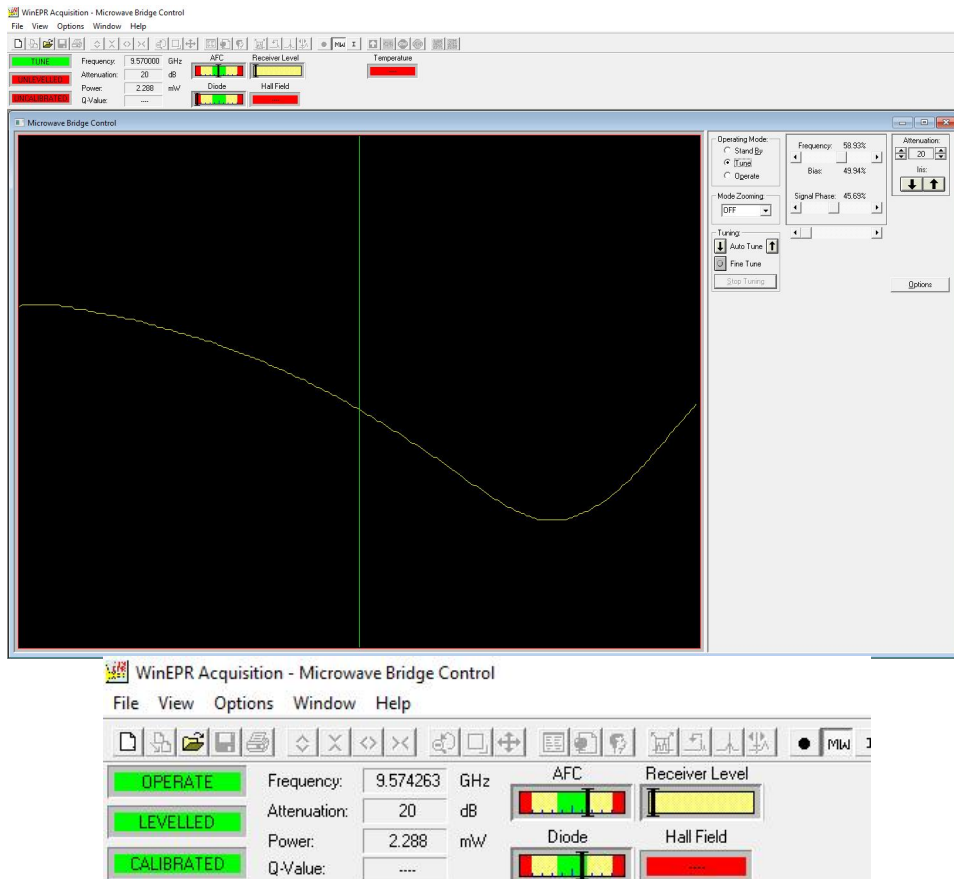 WinEPR Acquisition - Microwave Bridge Control
File View Options Window Help
MW I
TUNE Frequency: 9.570000 GHz AFC Receiver Level Temperature
UNLEVELLED Attenuation: 20 dB
Power: 2.288 mW Diode Hall Field
UNCALIBRATED Q-Value: ----
Microwave Bridge Control
Operating Mode:
Stand By
Tune
Operate
Frequency: 58.93%
Bias: 49.94%
Attenuation:
20
Iris:
Mode Zooming:
OFF
Signal Phase: 45.69%
Tuning:
Auto Tune
Fine Tune
Stop Tuning
Options
WinEPR Acquisition - Microwave Bridge Control
File View Options Window Help
MW
OPERATE Frequency: 9.574263 GHz AFC Receiver Level
LEVELLED Attenuation: 20 dB
Power: 2.288 mW Diode Hall Field
CALIBRATED Q-Value: ---- ----